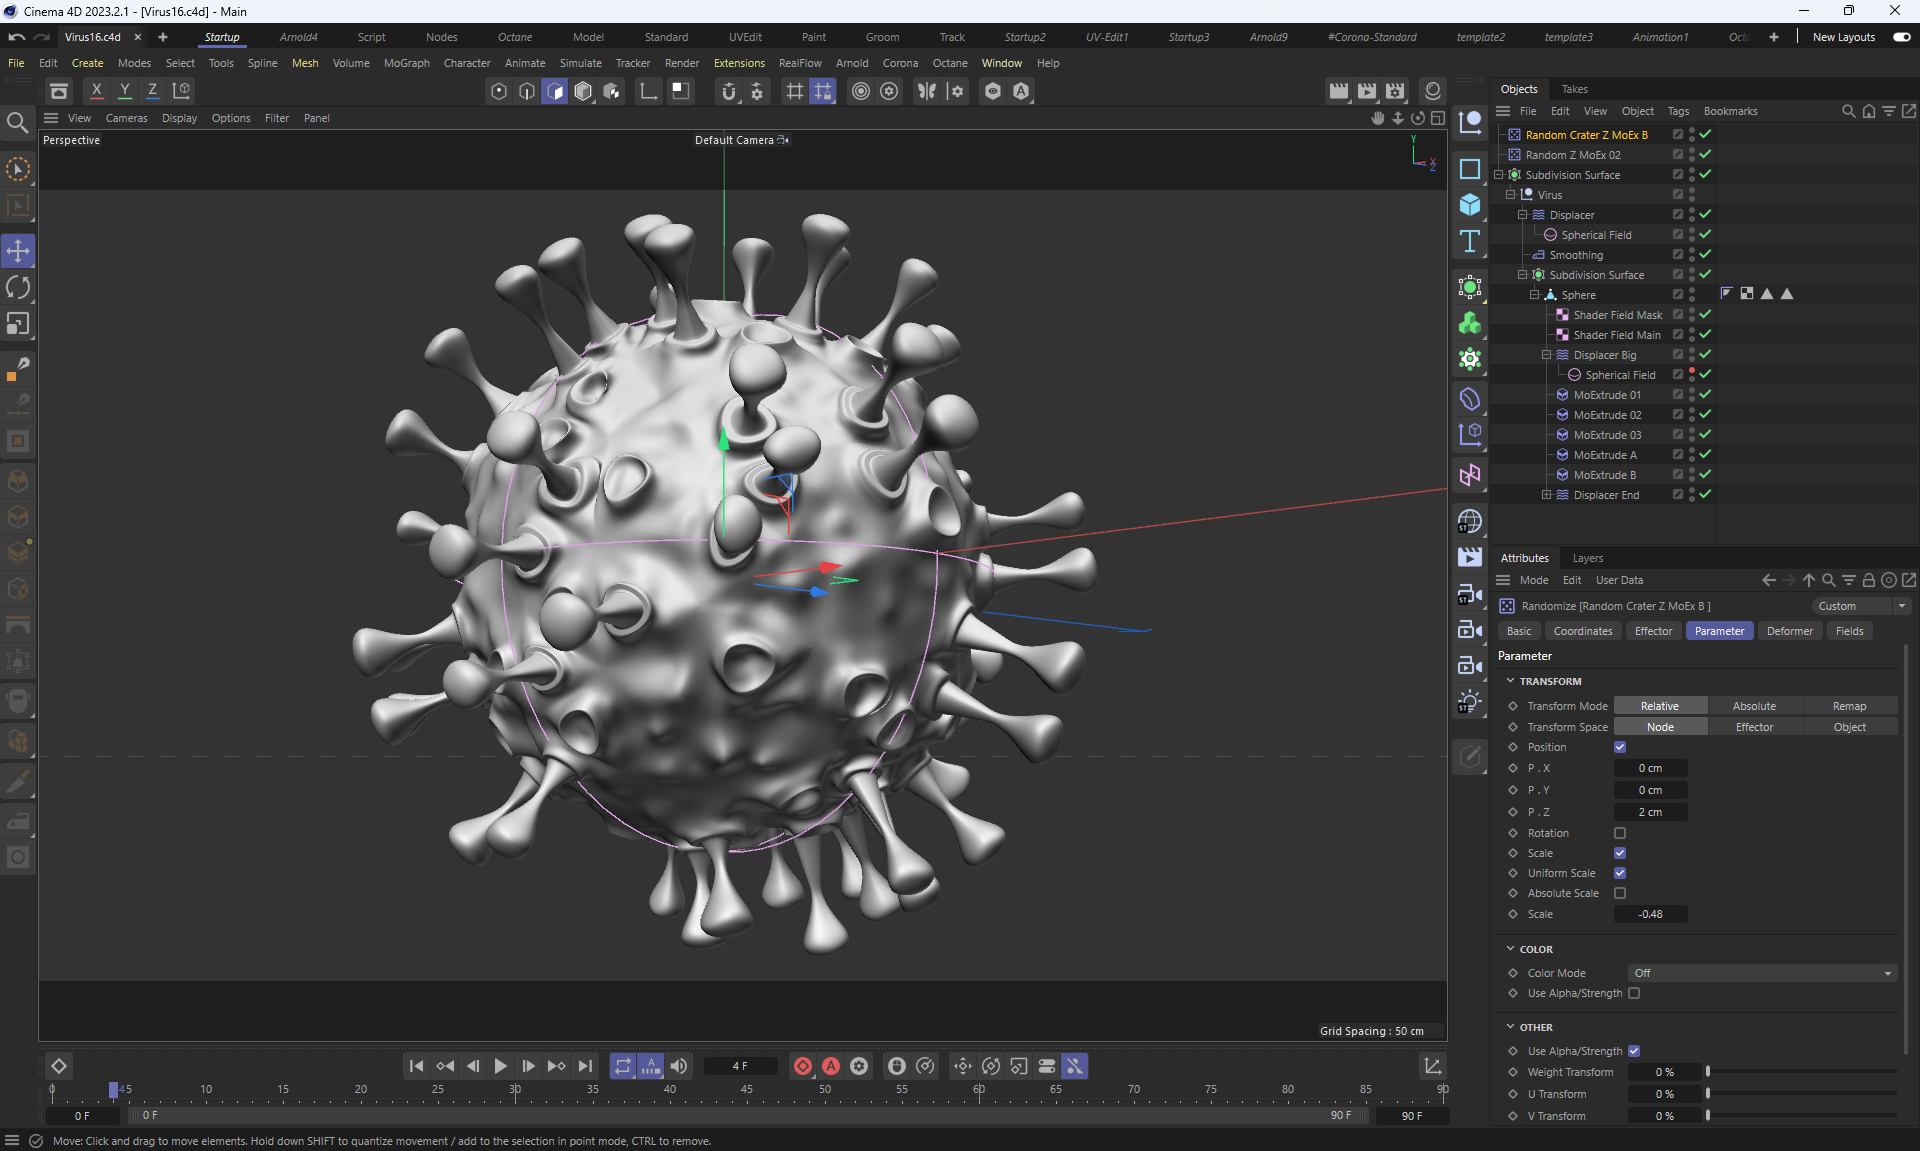 Cinema 4D 2023.2.1 - [Virus16.c4d] - Main
Virus16.c4d
Startup Arnold4 Script Nodes Octane Model Standard UVEdit Paint Groom Track Startup2 UV-Edit1 Startup3 Arnold9 #Corona-Standard template2 template3 Animation1 New Layouts
File Edit Create Modes Select Tools Spline Mesh Volume MoGraph Character Animate Simulate Tracker Render Extensions RealFlow Arnold Corona Octane Window Help
X Y Z
View Cameras Display Options Filter Panel
Perspective
Default Camera
Y
X
Z
Grid Spacing : 50 cm
Objects Takes
File Edit View Object Tags Bookmarks
Random Crater Z MoEx B
Random Z MoEx 02
Subdivision Surface
Virus
Displacer
Spherical Field
Smoothing
Subdivision Surface
Sphere
Shader Field Mask
Shader Field Main
Displacer Big
Spherical Field
MoExtrude 01
MoExtrude 02
MoExtrude 03
MoExtrude A
MoExtrude B
Displacer End
Attributes Layers
Mode Edit User Data
Randomize [Random Crater Z MoEx B ]
Custom
Basic Coordinates Effector Parameter Deformer Fields
Parameter
TRANSFORM
Transform Mode Relative Absolute Remap
Transform Space Node Effector Object
Position
P . X 0 cm
P . Y 0 cm
P . Z 2 cm
Rotation
Scale
Uniform Scale
Absolute Scale
Scale -0.48
COLOR
Color Mode Off
Use Alpha/Strength
OTHER
Use Alpha/Strength
Weight Transform 0 %
U Transform 0 %
V Transform 0 %
4 F
0 45 10 15 20 25 30 35 40 45 50 55 60 65 70 75 80 85 90
0 F 0 F 90 F 90 F
Move: Click and drag to move elements. Hold down SHIFT to quantize movement / add to the selection in point mode, CTRL to remove.